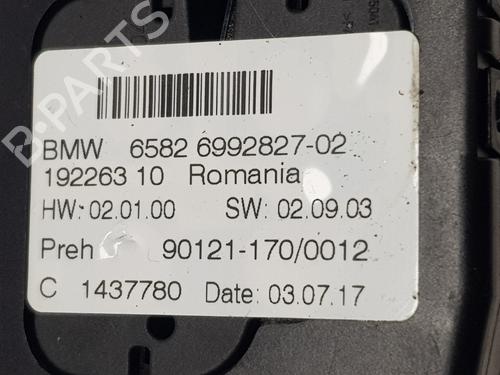 BMW 6582 6992827-02
192263 10 Romania
HW: 02.01.00 SW: 02.09.03
Preh 90121-170/0012
C 1437780 Date: 03.07.17